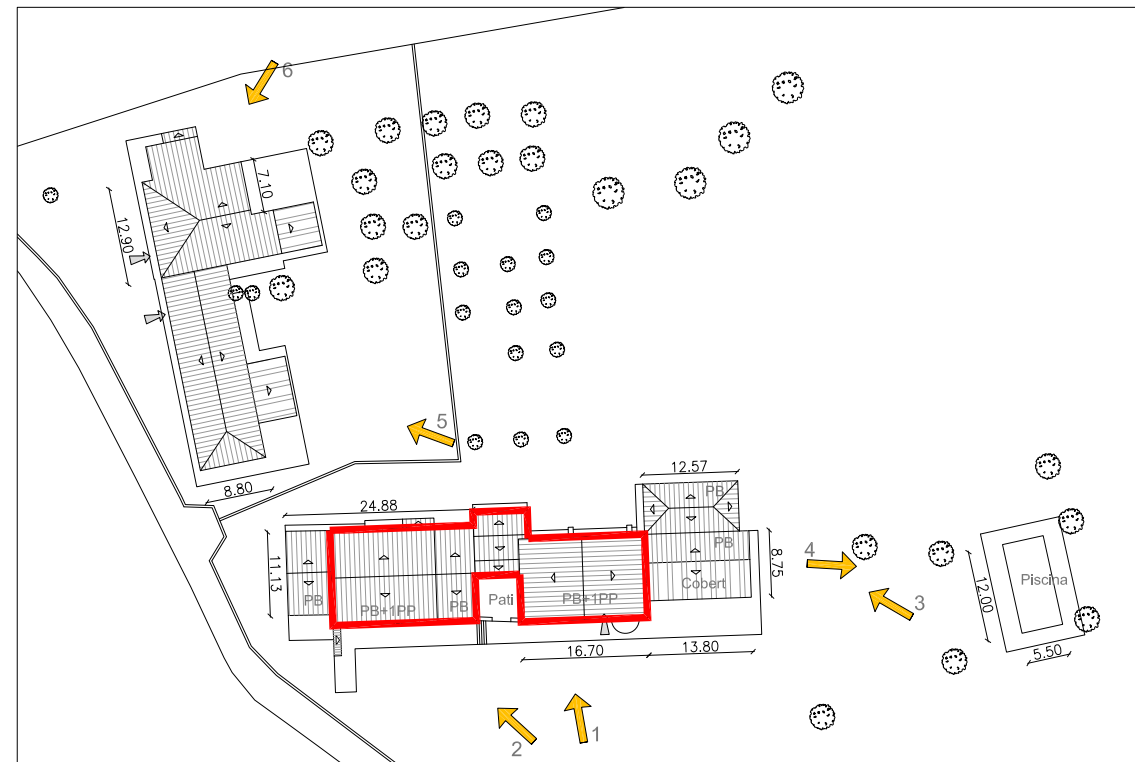 6
7.10
12.90
5
8.80
12.57
24.88
PB
11.13
PB
8.75
4
PB
PB+1PP
PB
Pati
PB+1PP
Cobert
Piscina
3
12.00
16.70
13.80
5.50
2
1